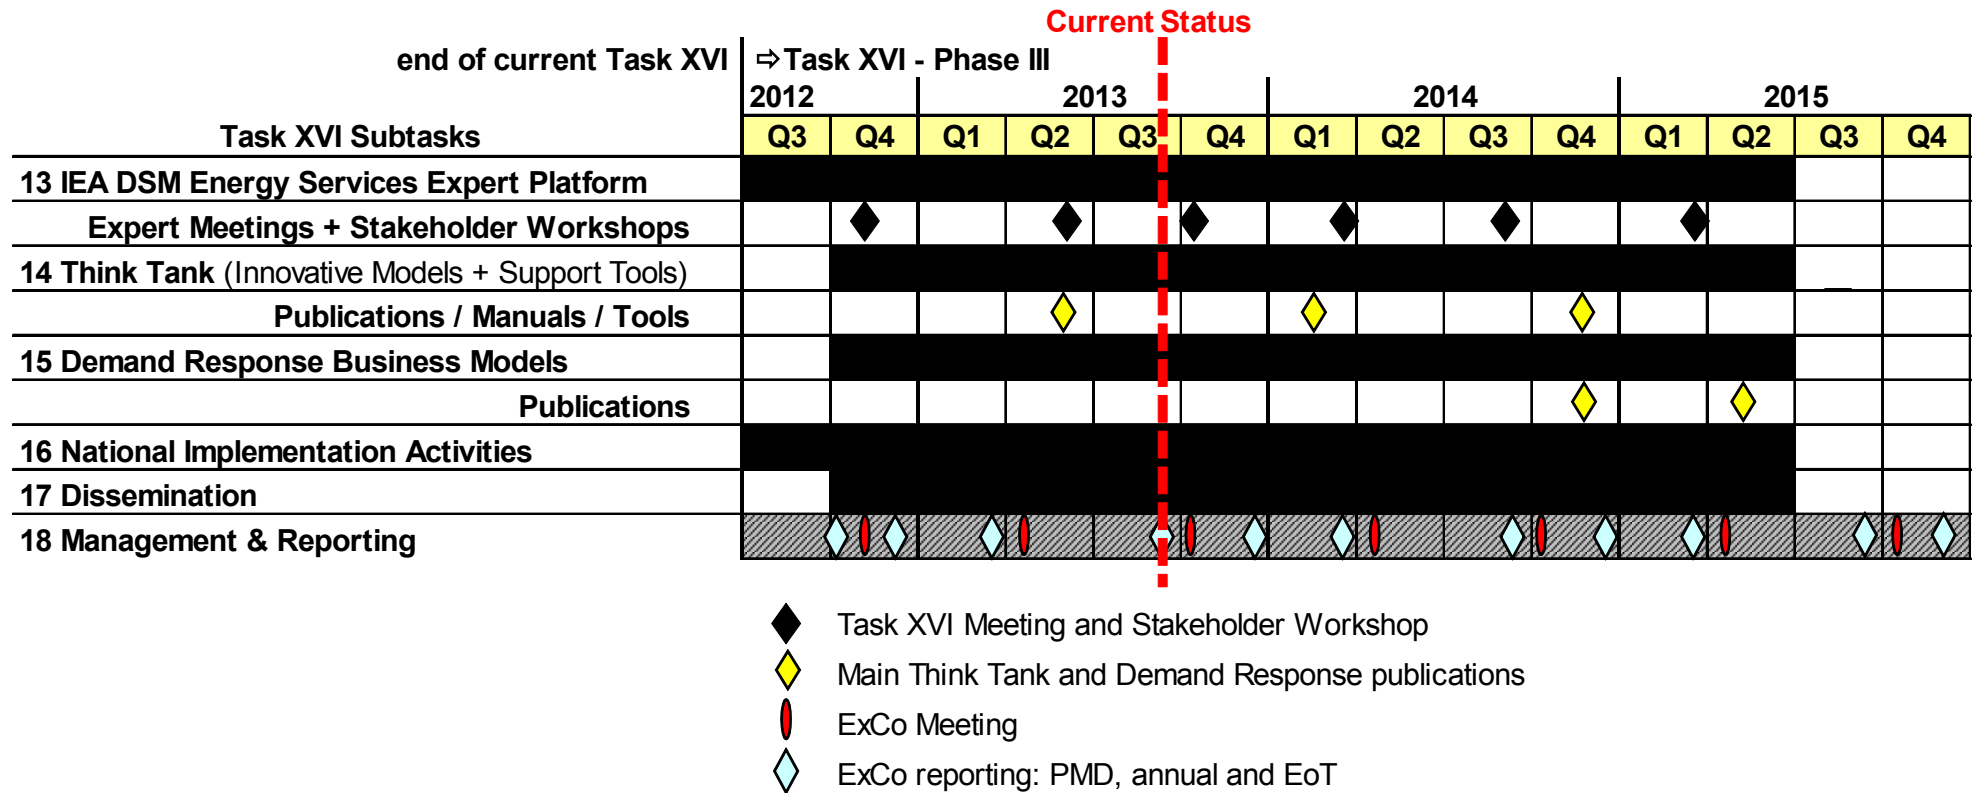 Current Status
end of current Task XVI ⇨Task XVI - Phase III
2012 2013 2014 2015
Task XVI Subtasks Q3 Q4 Q1 Q2 Q3 Q4 Q1 Q2 Q3 Q4 Q1 Q2 Q3 Q4
13 IEA DSM Energy Services Expert Platform
Expert Meetings + Stakeholder Workshops
14 Think Tank (Innovative Models + Support Tools)
Publications / Manuals / Tools
15 Demand Response Business Models
Publications
16 National Implementation Activities
17 Dissemination
18 Management & Reporting
Task XVI Meeting and Stakeholder Workshop
Main Think Tank and Demand Response publications
ExCo Meeting
ExCo reporting: PMD, annual and EoT